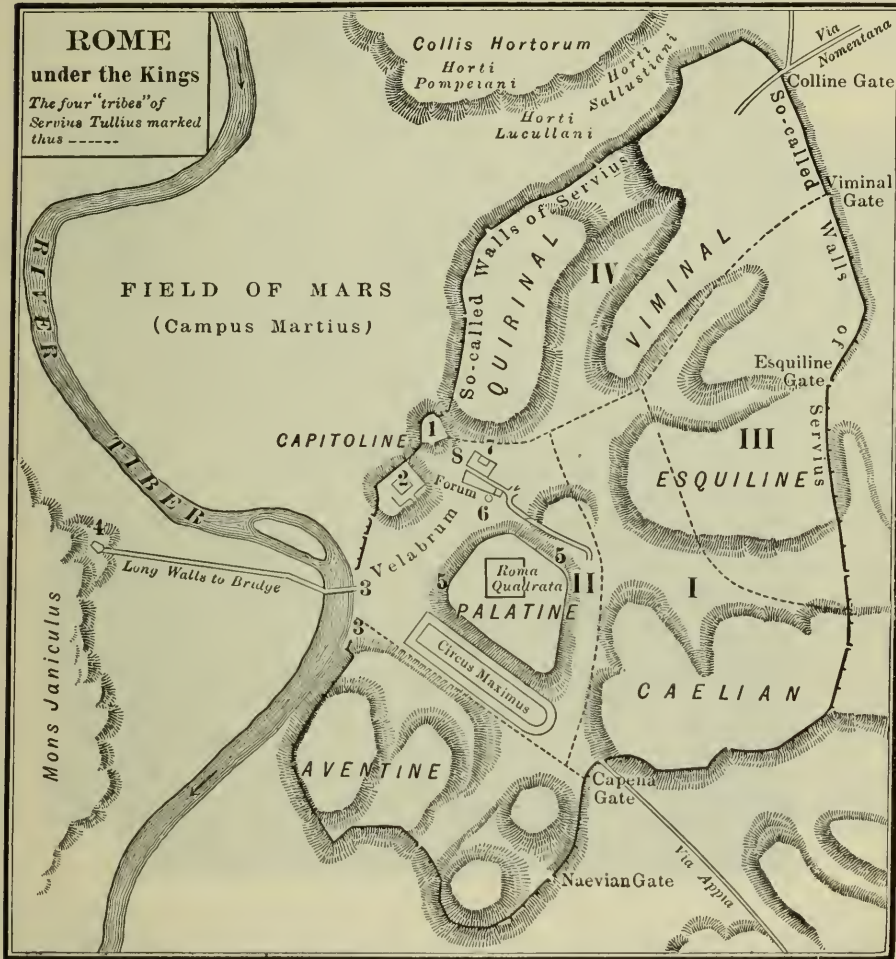 ROME
under the Kings
The four "tribes" of
Servius Tullius marked
thus ------
Collis Hortorum
Horti
Pompeiani
Horti
Sallustiani
Horti
Lucullani
Via
Nomentana
Colline Gate
So-called Walls of Servius
Viminal
Gate
So-called Walls of Servius
RIVER TIBER
FIELD OF MARS
(Campus Martius)
QUIRINAL
IV
VIMINAL
Esquiline
Gate
CAPITOLINE
1
2
S
7
Forum
6
III
ESQUILINE
4
Long Walls to Bridge
3
3
Velabrum
5
5
Roma
Quadrata
PALATINE
II
I
Mons Janiculus
Circus Maximus
CAELIAN
AVENTINE
Capena
Gate
Naevian Gate
Via Appia